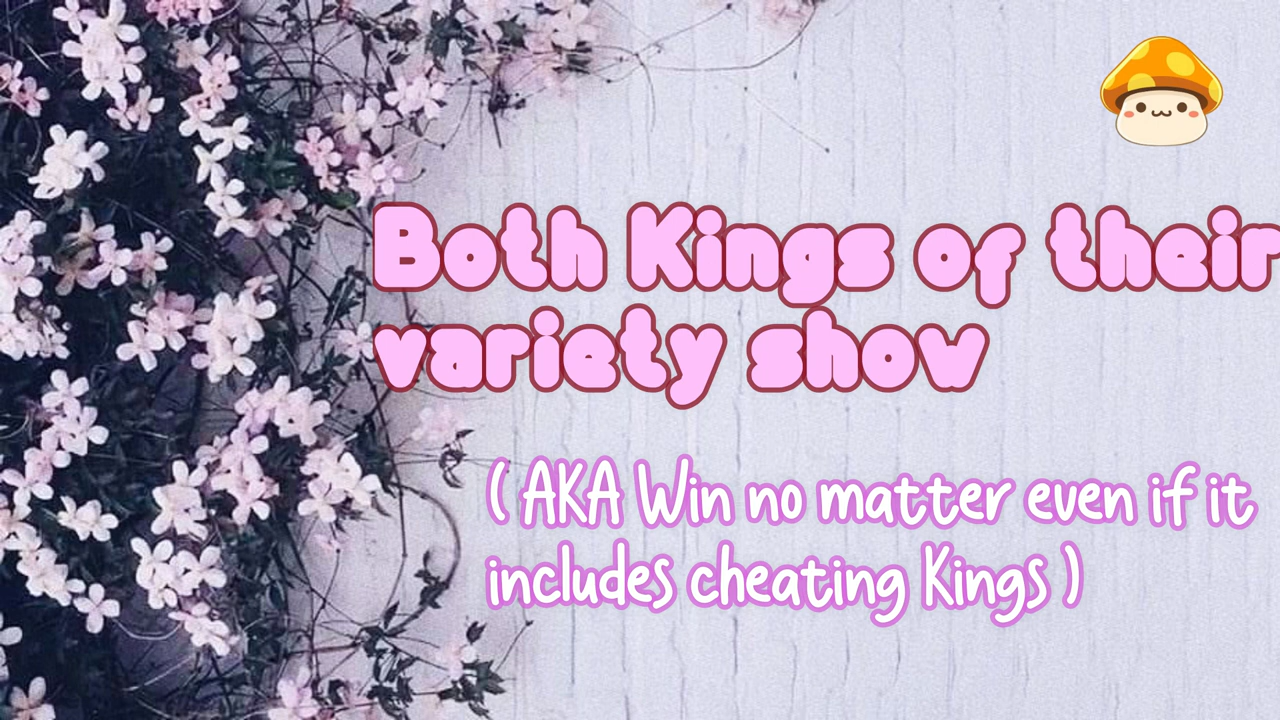 Both Kings of their
variety show
( AKA Win no matter even if it
includes cheating Kings )